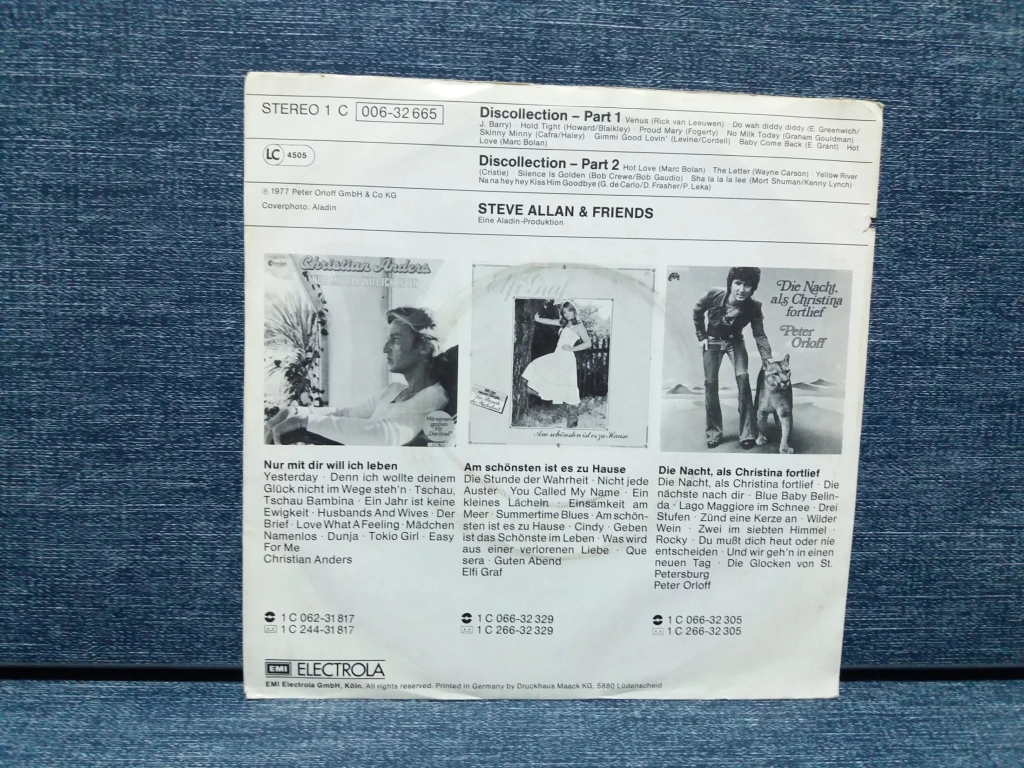 STEREO 1 C 006-32665
Discollection – Part 1 Venus (Rick van Leeuwen) · Do wah diddy diddy (E. Greenwich/
J. Barry) · Hold Tight (Howard/Blaikley) · Proud Mary (Fogerty) · No Milk Today (Graham Gouldman)
Skinny Minny (Cafra/Haley) · Gimmi Good Lovin' (Levine/Cordell) · Baby Come Back (E. Grant) · Hot
Love (Marc Bolan)
LC 4505
Discollection – Part 2 Hot Love (Marc Bolan) · The Letter (Wayne Carson) · Yellow River
(Cristie) · Silence is Golden (Bob Crewe/Bob Gaudio) · Sha la la la lee (Mort Shuman/Kenny Lynch)
Na na hey hey Kiss Him Goodbye (G. de Carlo/D. Frasher/P. Leka)
℗ 1977 Peter Orloff GmbH & Co KG
Coverphoto: Aladin
STEVE ALLAN & FRIENDS
Eine Aladin-Produktion
Christian Anders
NUR MIT DIR WILL ICH LEBEN
Elfi Graf
Am schönsten ist es zu Hause
Die Nacht,
als Christina
fortlief
Peter
Orloff
Nur mit dir will ich leben
Yesterday · Denn ich wollte deinem
Glück nicht im Wege steh'n · Tschau,
Tschau Bambina · Ein Jahr ist keine
Ewigkeit · Husbands And Wives · Der
Brief · Love What A Feeling · Mädchen
Namenlos · Dunja · Tokio Girl · Easy
For Me
Christian Anders
Am schönsten ist es zu Hause
Die Stunde der Wahrheit · Nicht jede
Auster · You Called My Name · Ein
kleines Lächeln · Einsamkeit am
Meer · Summertime Blues · Am schön-
sten ist es zu Hause · Cindy · Geben
ist das Schönste im Leben · Was wird
aus einer verlorenen Liebe · Que
sera · Guten Abend
Elfi Graf
Die Nacht, als Christina fortlief
Die Nacht, als Christina fortlief · Die
nächste nach dir · Blue Baby Belin-
da · Lago Maggiore im Schnee · Drei
Stufen · Zünd eine Kerze an · Wilder
Wein · Zwei im siebten Himmel ·
Rocky · Du mußt dich heut oder nie
entscheiden · Und wir geh'n in einen
neuen Tag · Die Glocken von St.
Petersburg
Peter Orloff
1 C 062-31 817
1 C 244-31 817
1 C 066-32 329
1 C 266-32 329
1 C 066-32 305
1 C 266-32 305
EMI ELECTROLA
EMI Electrola GmbH, Köln. All rights reserved. Printed in Germany by Druckhaus Maack KG, 5880 Lüdenscheid